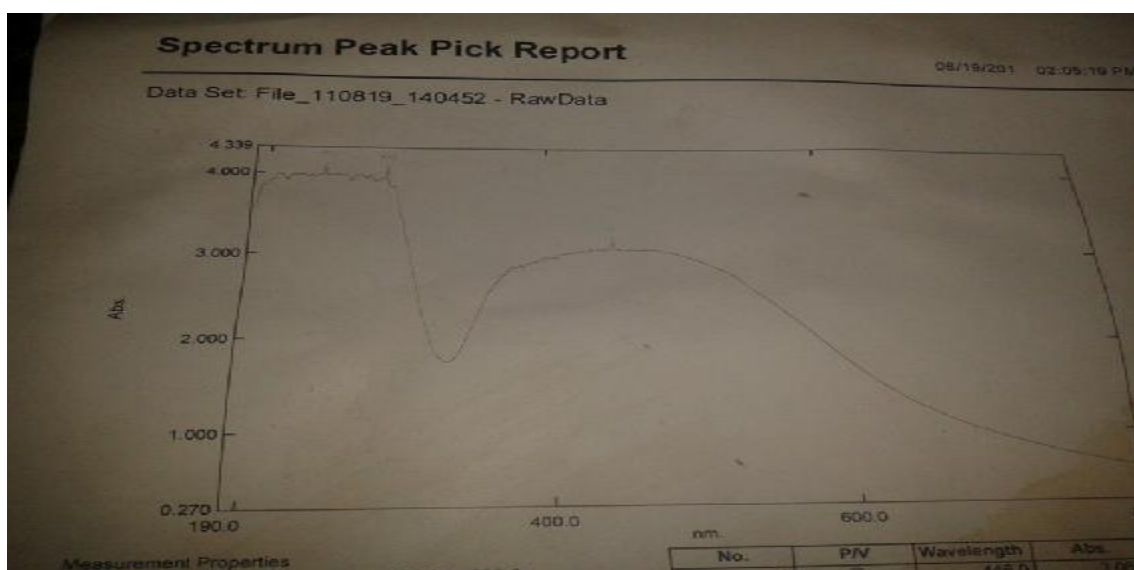 Spectrum Peak Pick Report
08/19/201 02:05:19 PM
Data Set: File_110819_140452 - RawData
4.339
4.000
3.000
Abs.
2.000
1.000
0.270
190.0 400.0 600.0
nm.
Measurement Properties
No. P/V Wavelength Abs.